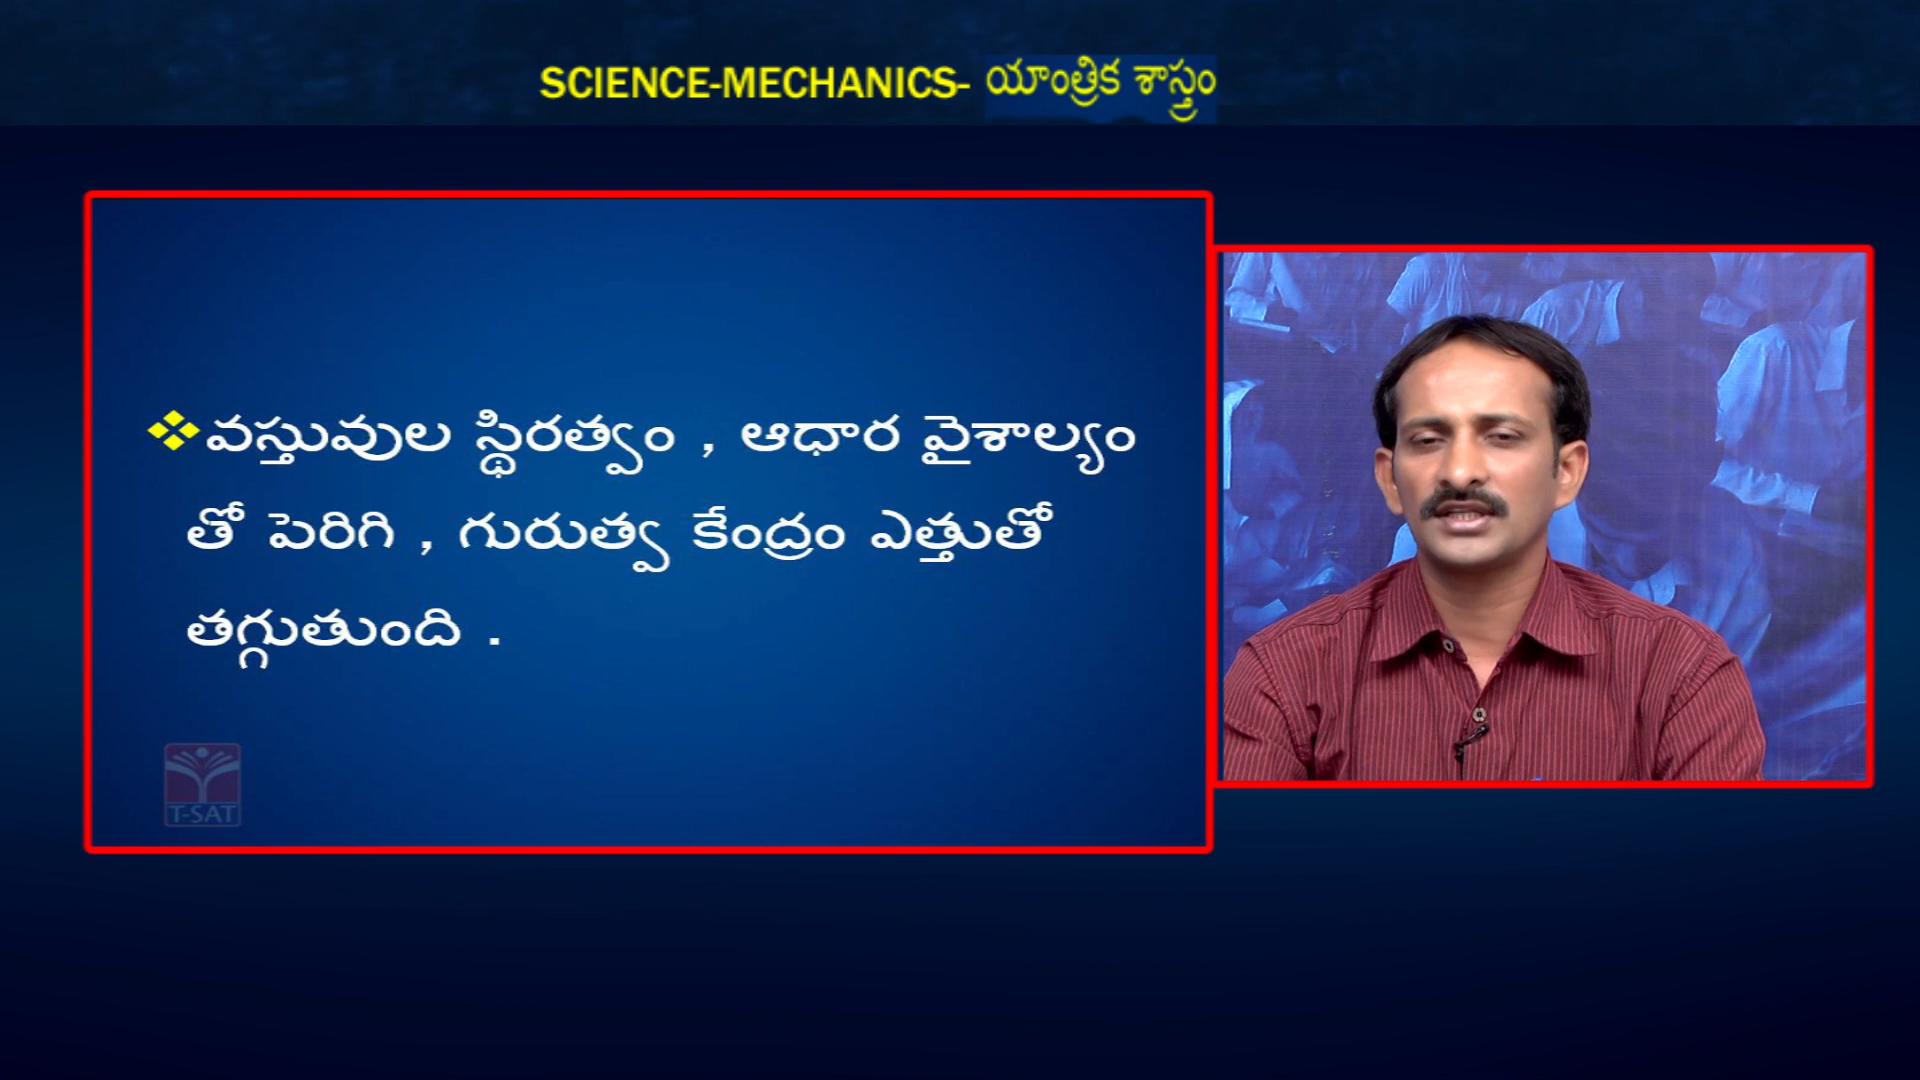 SCIENCE-MECHANICS- యాంత్రిక శాస్త్రం
❖వస్తువుల స్థిరత్వం , ఆధార వైశాల్యం
తో పెరిగి , గురుత్వ కేంద్రం ఎత్తుతో
తగ్గుతుంది .
T-SAT